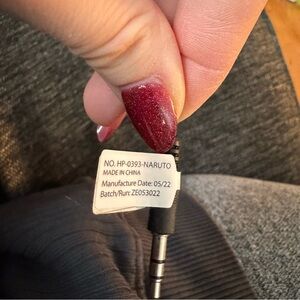 NO. HP-0393-NARUTO
MADE IN CHINA
Manufacture Date: 05/22
Batch/Run: ZE053022